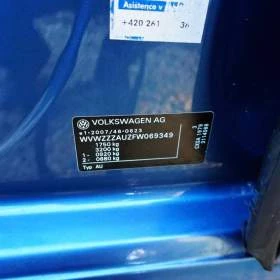 Asistence v
+420 261
VOLKSWAGEN AG
e1*2007/46*0623
WVWZZZAUZFW069349
1750 kg
3200 kg
1 - 0920 kg
2 - 0880 kg
Typ AU